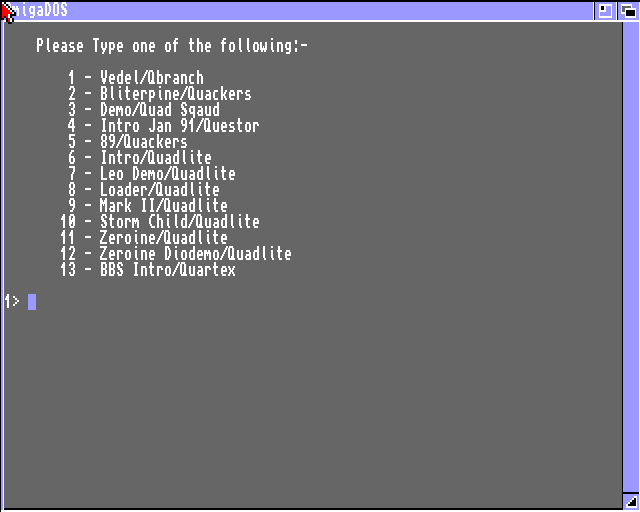 AmigaDOS
Please Type one of the following:-
1 - Vedel/Qbranch
2 - Bliterpine/Quackers
3 - Demo/Quad Sqaud
4 - Intro Jan 91/Questor
5 - 89/Quackers
6 - Intro/Quadlite
7 - Leo Demo/Quadlite
8 - Loader/Quadlite
9 - Mark II/Quadlite
10 - Storm Child/Quadlite
11 - Zeroine/Quadlite
12 - Zeroine Diodemo/Quadlite
13 - BBS Intro/Quartex
1>